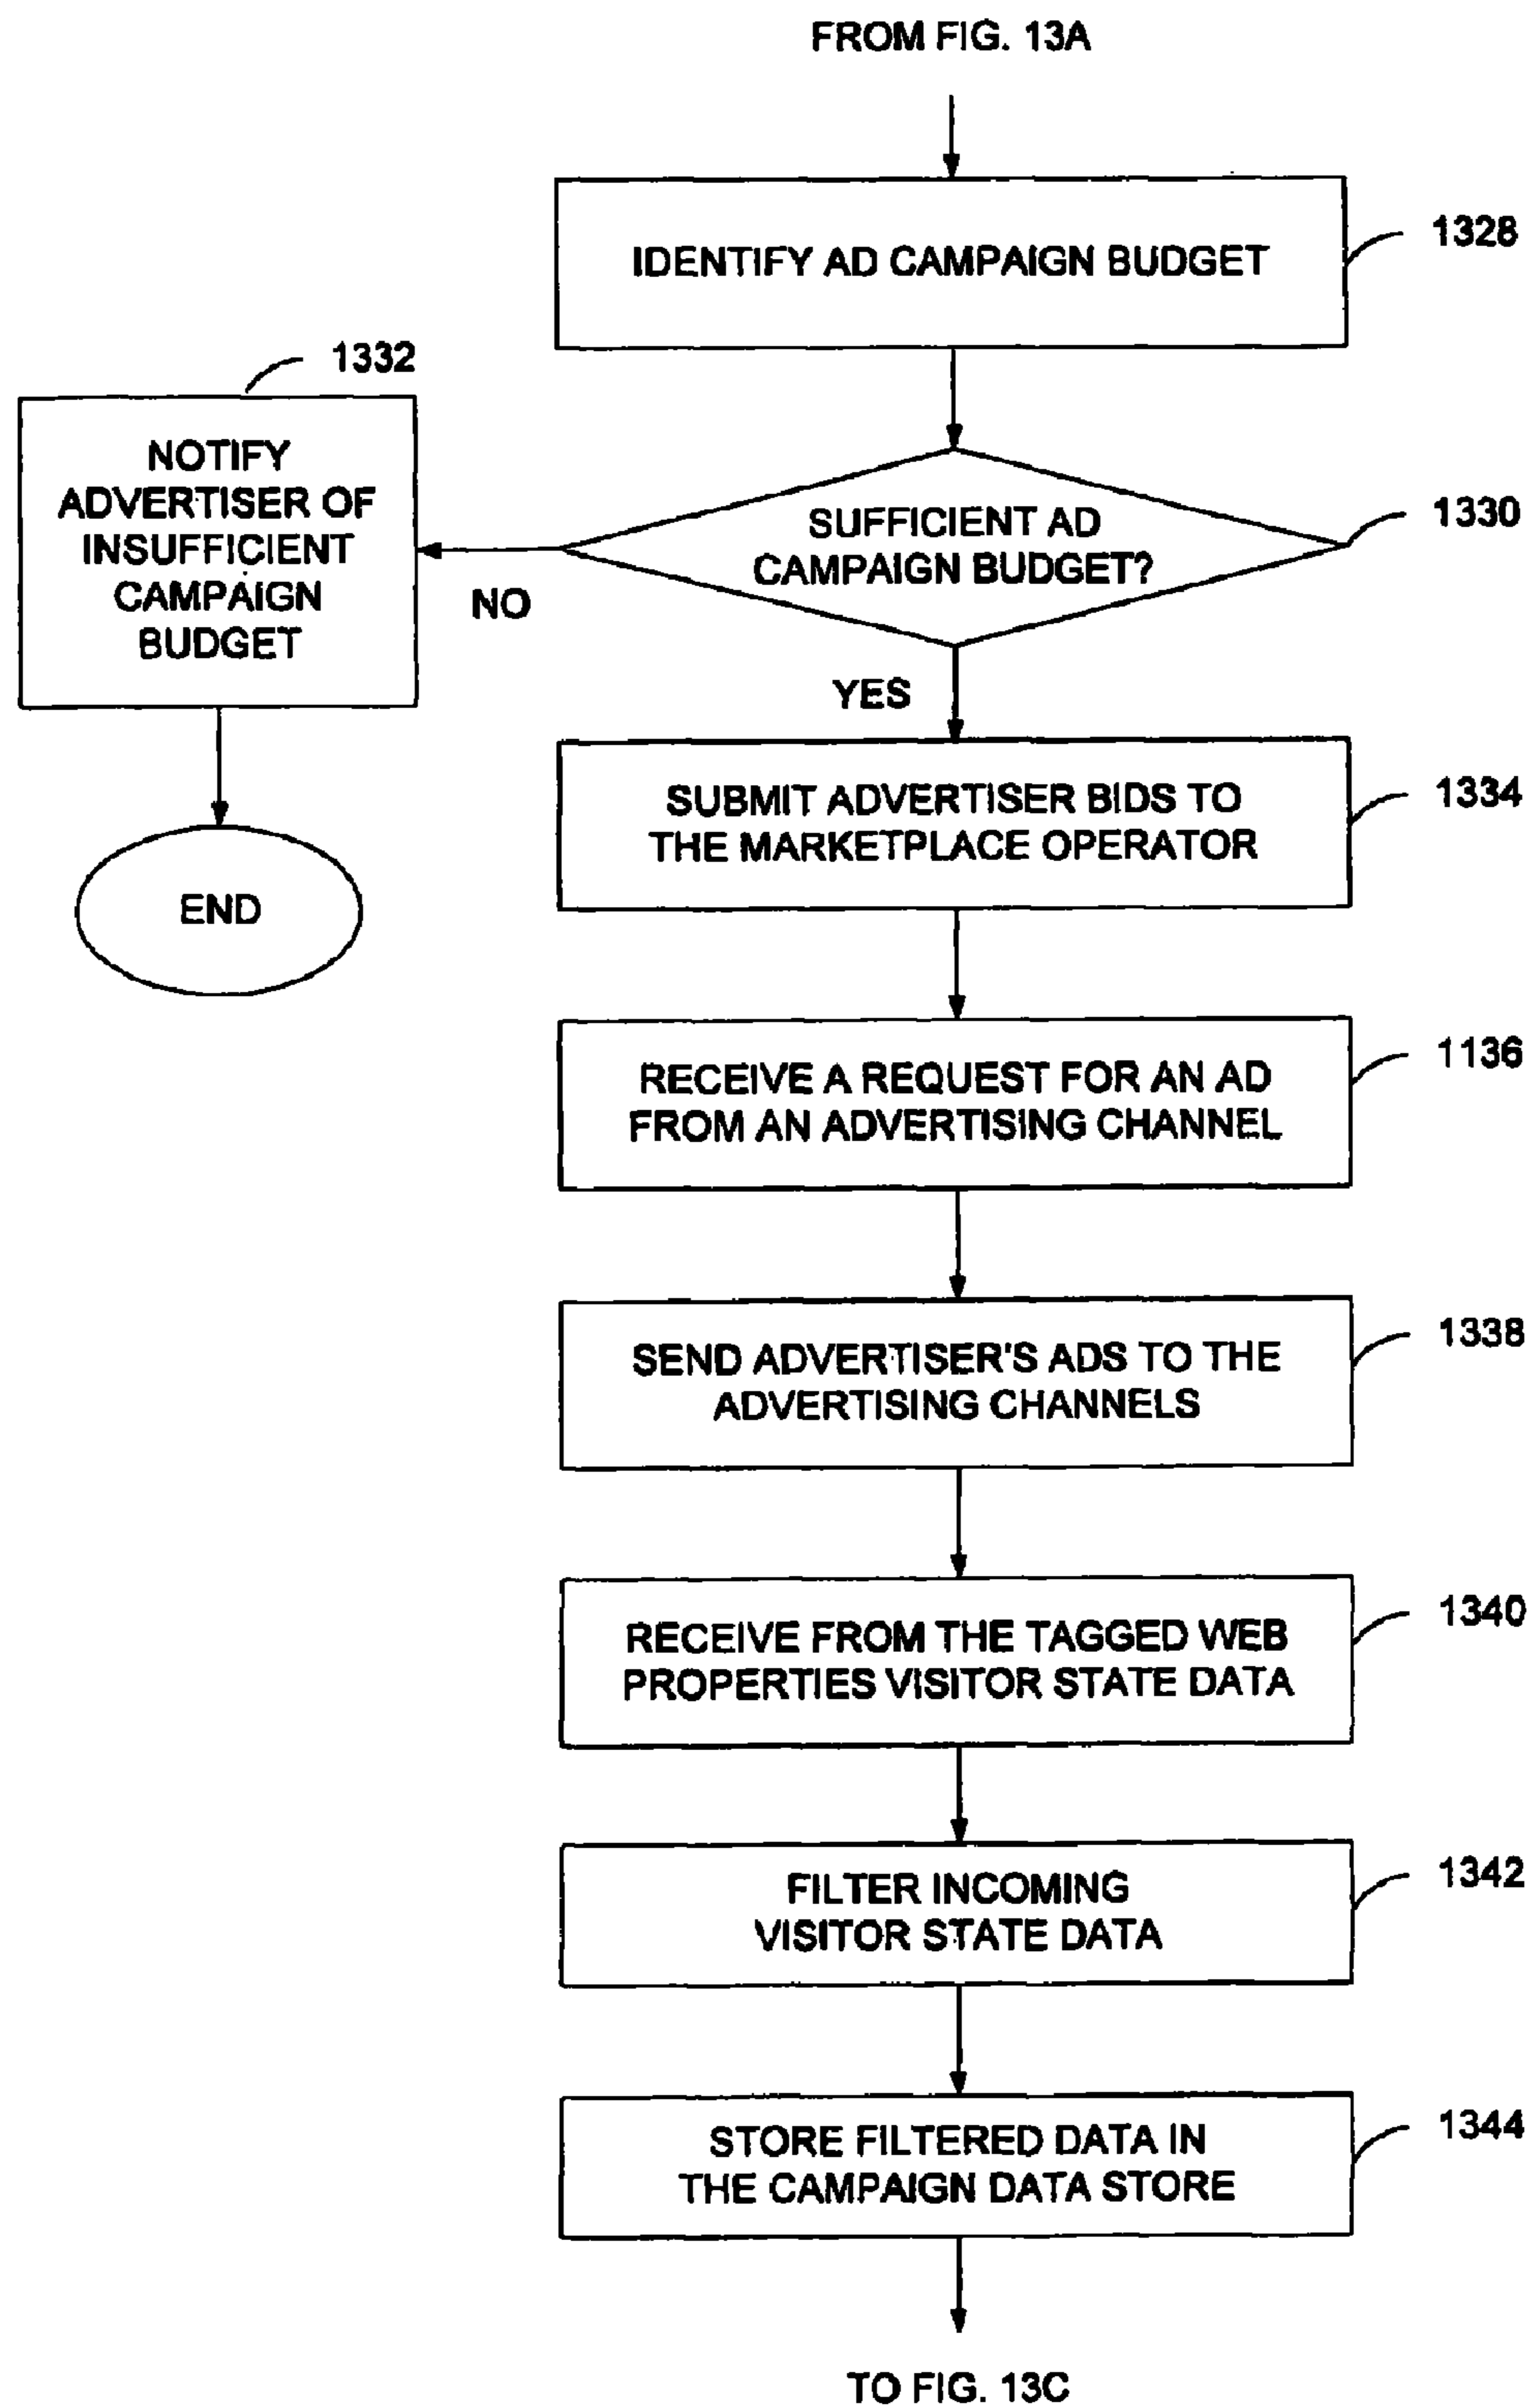 FROM FIG. 13A
IDENTIFY AD CAMPAIGN BUDGET
1328
1332
NOTIFY
ADVERTISER OF
INSUFFICIENT
CAMPAIGN
BUDGET
SUFFICIENT AD
CAMPAIGN BUDGET?
1330
NO
YES
END
SUBMIT ADVERTISER BIDS TO
THE MARKETPLACE OPERATOR
1334
RECEIVE A REQUEST FOR AN AD
FROM AN ADVERTISING CHANNEL
1136
SEND ADVERTISER'S ADS TO THE
ADVERTISING CHANNELS
1338
RECEIVE FROM THE TAGGED WEB
PROPERTIES VISITOR STATE DATA
1340
FILTER INCOMING
VISITOR STATE DATA
1342
STORE FILTERED DATA IN
THE CAMPAIGN DATA STORE
1344
TO FIG. 13C